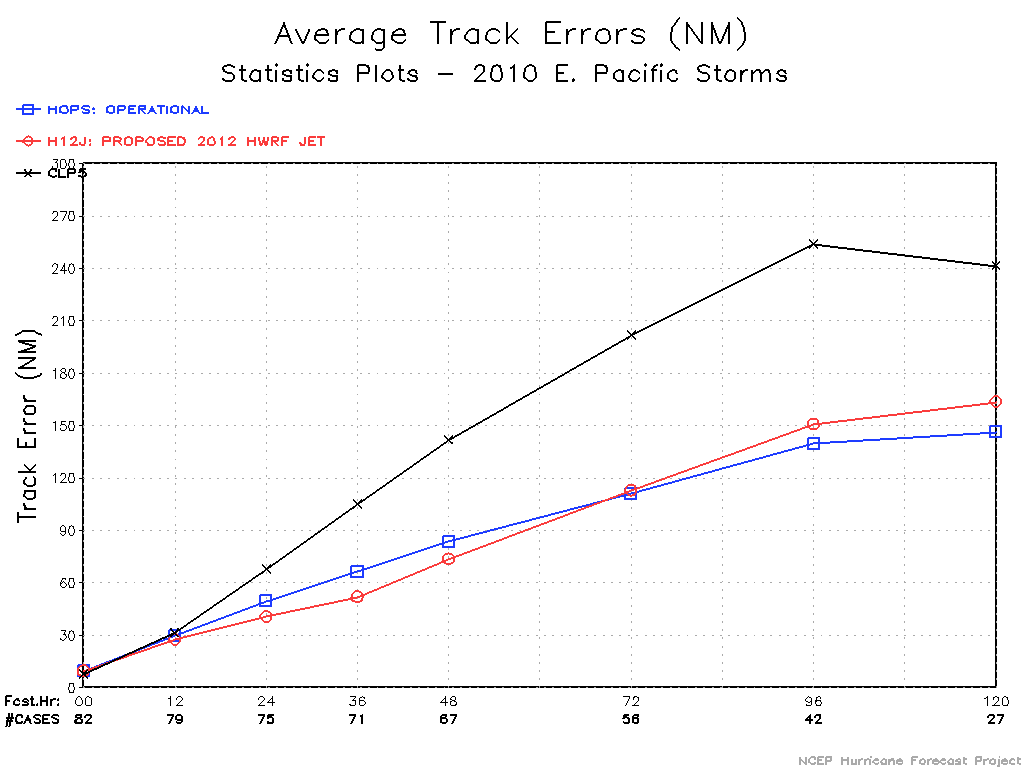 Average Track Errors (NM)
Statistics Plots – 2010 E. Pacific Storms
HOPS: OPERATIONAL
H12J: PROPOSED 2012 HWRF JET
CLP5
300
270
240
210
180
150
120
90
60
30
0
Track Error (NM)
Fcst.Hr: 00 12 24 36 48 72 96 120
#CASES 82 79 75 71 67 56 42 27
NCEP Hurricane Forecast Project